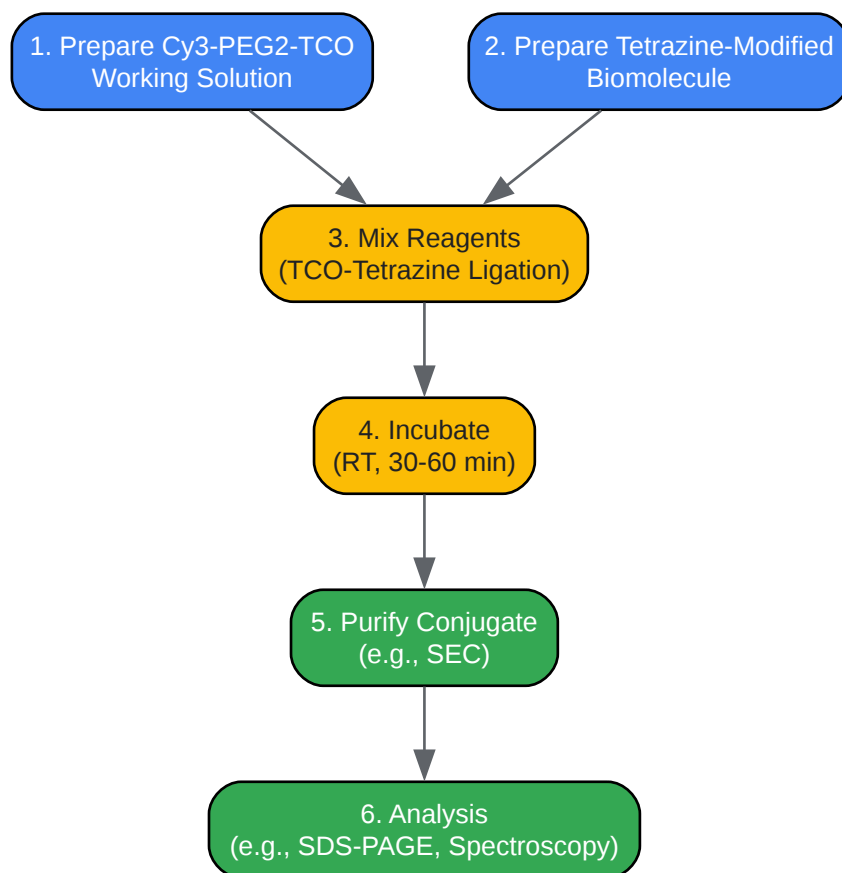 1. Prepare Cy3-PEG2-TCO
Working Solution
2. Prepare Tetrazine-Modified
Biomolecule
3. Mix Reagents
(TCO-Tetrazine Ligation)
4. Incubate
(RT, 30-60 min)
5. Purify Conjugate
(e.g., SEC)
6. Analysis
(e.g., SDS-PAGE, Spectroscopy)